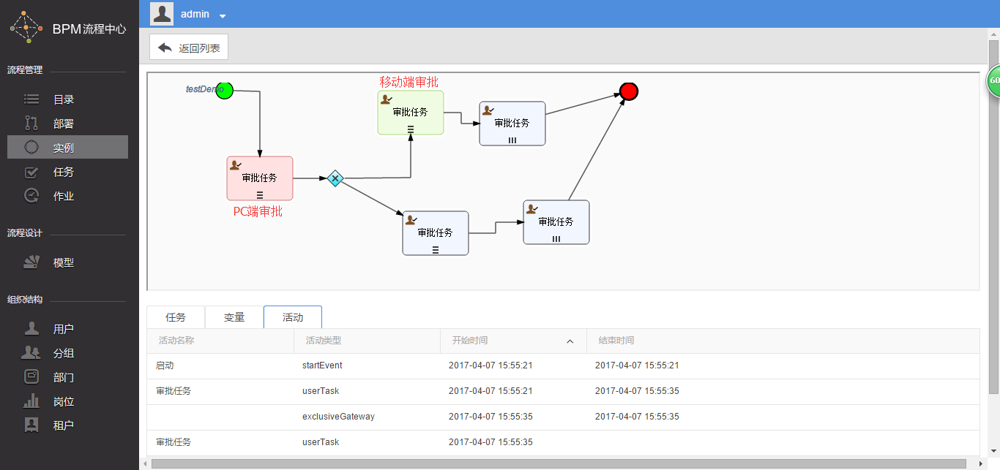 BPM流程中心
流程管理
目录
部署
实例
任务
作业
流程设计
模型
组织结构
用户
分组
部门
岗位
租户
admin
返回列表
testDemo
移动端审批
审批任务
审批任务
审批任务
PC端审批
审批任务
审批任务
任务 变量 活动
活动名称 活动类型 开始时间 结束时间
启动 startEvent 2017-04-07 15:55:21 2017-04-07 15:55:21
审批任务 userTask 2017-04-07 15:55:21 2017-04-07 15:55:35
exclusiveGateway 2017-04-07 15:55:35 2017-04-07 15:55:35
审批任务 userTask 2017-04-07 15:55:35
60